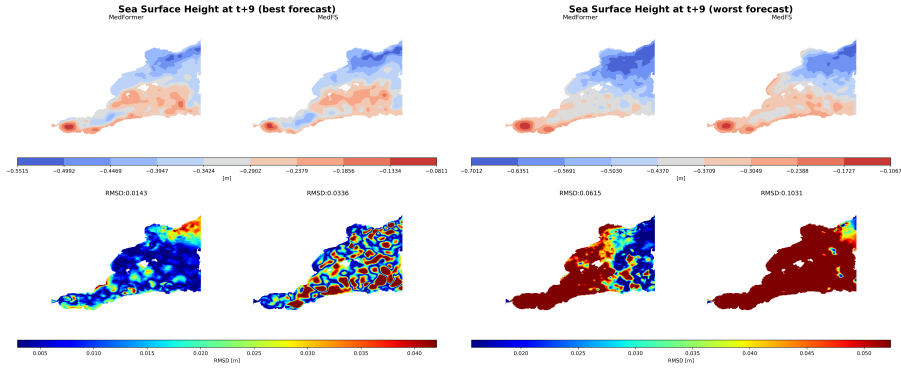 Sea Surface Height at t+9 (best forecast)
MedFormer
MedFS
−0.5515 −0.4992 −0.4469 −0.3947 −0.3424 −0.2902 −0.2379 −0.1856 −0.1334 −0.0811
[m]
RMSD:0.0143
RMSD:0.0336
0.005 0.010 0.015 0.020 0.025 0.030 0.035 0.040
RMSD [m]
Sea Surface Height at t+9 (worst forecast)
MedFormer
MedFS
−0.7012 −0.6351 −0.5691 −0.5030 −0.4370 −0.3709 −0.3049 −0.2388 −0.1727 −0.1067
[m]
RMSD:0.0615
RMSD:0.1031
0.020 0.025 0.030 0.035 0.040 0.045 0.050
RMSD [m]